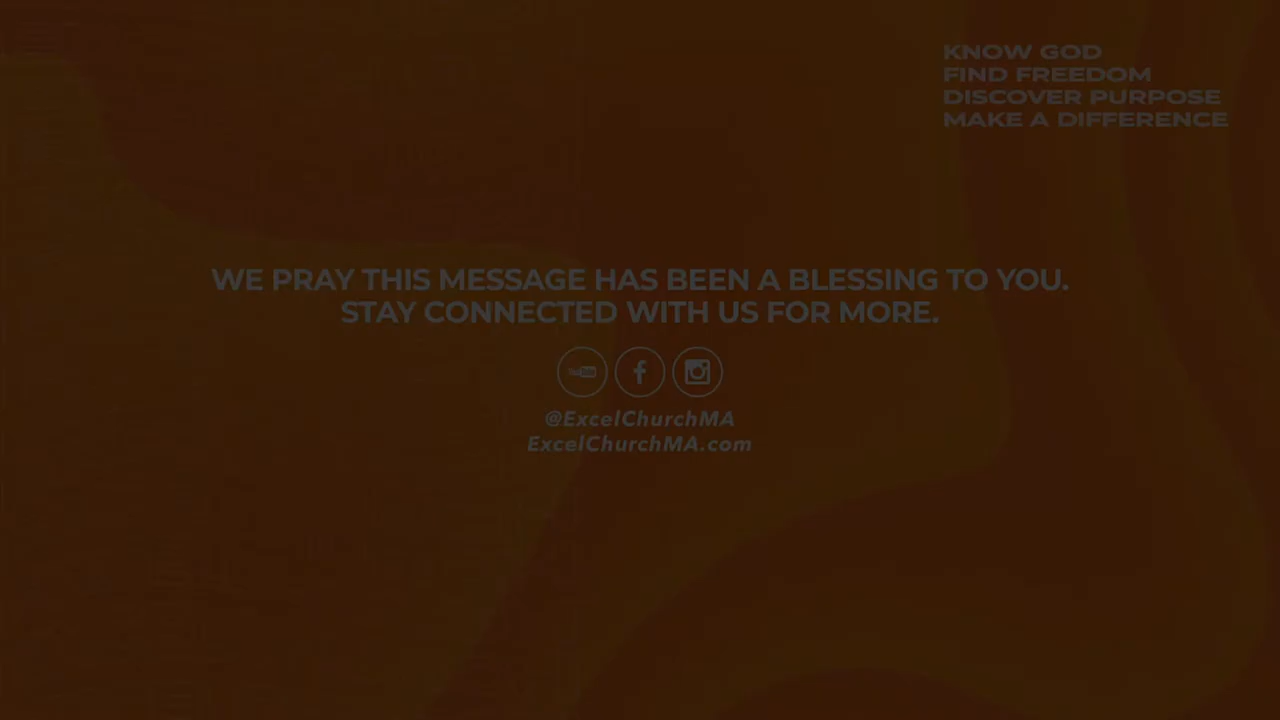 KNOW GOD
FIND FREEDOM
DISCOVER PURPOSE
MAKE A DIFFERENCE
WE PRAY THIS MESSAGE HAS BEEN A BLESSING TO YOU.
STAY CONNECTED WITH US FOR MORE.
YouTube
@ExcelChurchMA
ExcelChurchMA.com